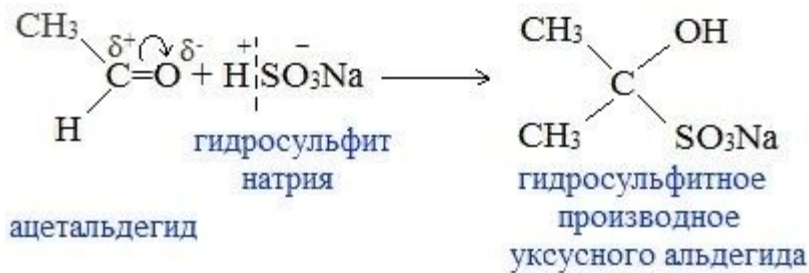 CH₃ OH
CH₃ δ⁺ δ⁻ + −
C=O + H SO₃Na C
H
CH₃ SO₃Na
гидросульфит
натрия
гидросульфитное
производное
ацетальдегид
уксусного альдегида